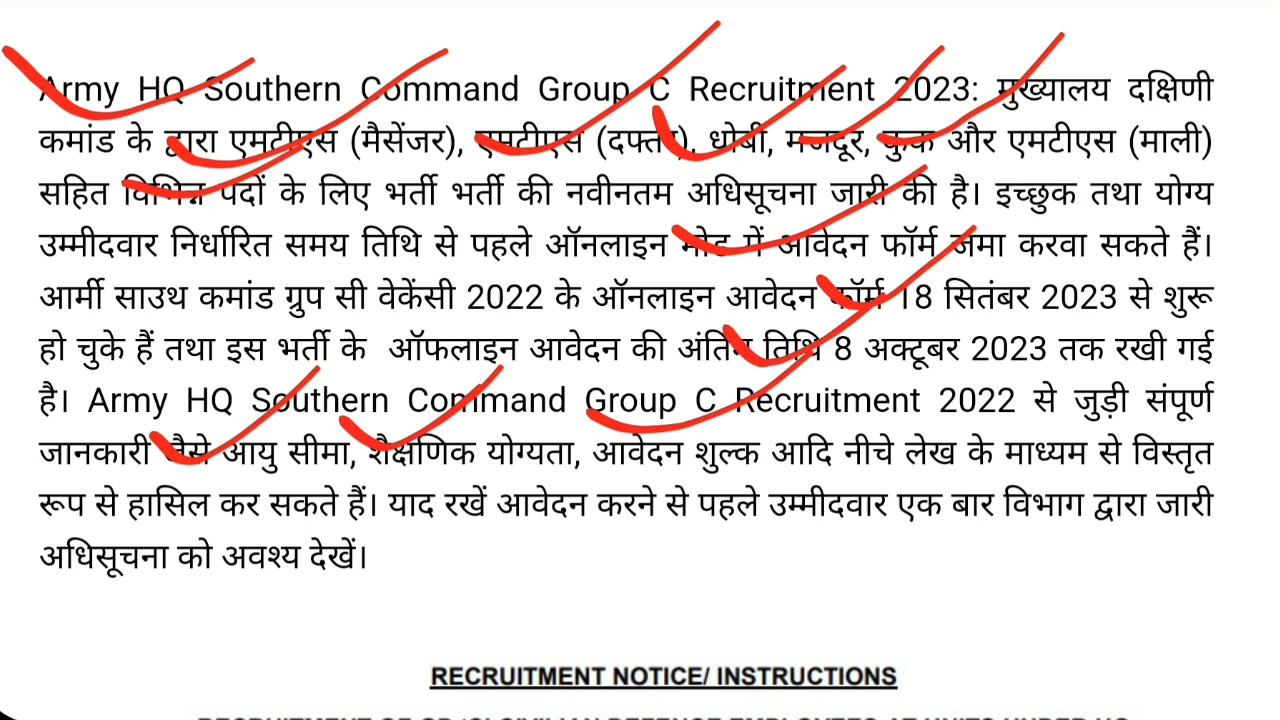 Army HQ Southern Command Group C Recruitment 2023: मुख्यालय दक्षिणी
कमांड के द्वारा एमटीएस (मैसेंजर), एमटीएस (दफ्तरी), धोबी, मजदूर, कुक और एमटीएस (माली)
सहित विभिन्न पदों के लिए भर्ती भर्ती की नवीनतम अधिसूचना जारी की है। इच्छुक तथा योग्य
उम्मीदवार निर्धारित समय तिथि से पहले ऑनलाइन मोड में आवेदन फॉर्म जमा करवा सकते हैं।
आर्मी साउथ कमांड ग्रुप सी वेकेंसी 2022 के ऑनलाइन आवेदन फॉर्म 18 सितंबर 2023 से शुरू
हो चुके हैं तथा इस भर्ती के ऑफलाइन आवेदन की अंतिम तिथि 8 अक्टूबर 2023 तक रखी गई
है। Army HQ Southern Command Group C Recruitment 2022 से जुड़ी संपूर्ण
जानकारी जैसे आयु सीमा, शैक्षणिक योग्यता, आवेदन शुल्क आदि नीचे लेख के माध्यम से विस्तृत
रूप से हासिल कर सकते हैं। याद रखें आवेदन करने से पहले उम्मीदवार एक बार विभाग द्वारा जारी
अधिसूचना को अवश्य देखें।
RECRUITMENT NOTICE/ INSTRUCTIONS